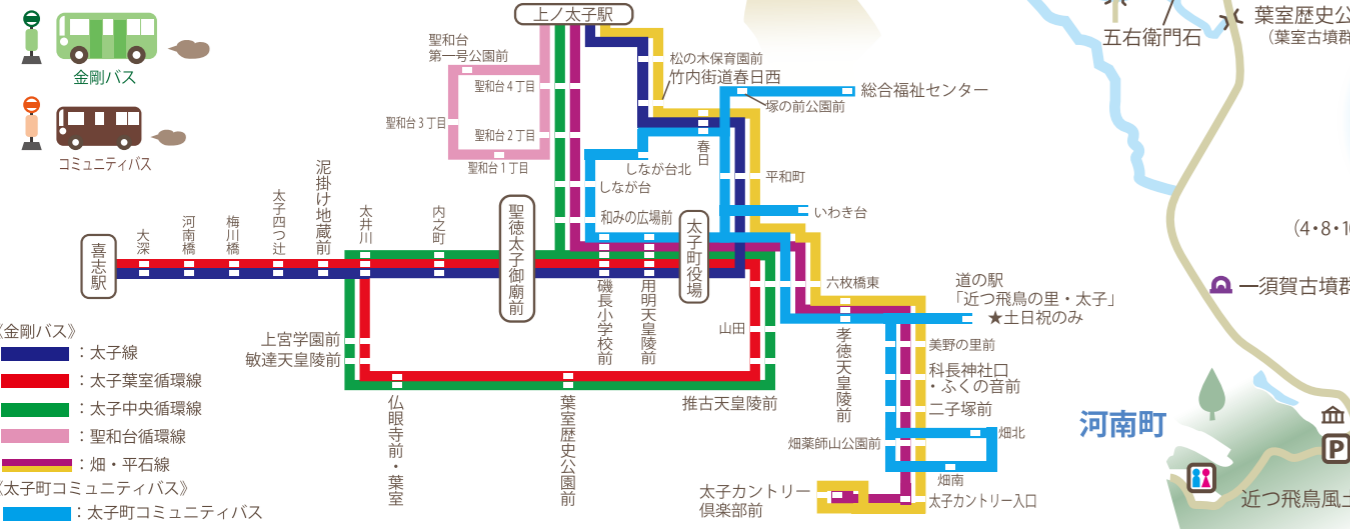 金剛バス
コミュニティバス
上ノ太子駅
聖和台
第一号公園前
聖和台４丁目
聖和台３丁目
聖和台２丁目
聖和台１丁目
松の木保育園前
竹内街道春日西
総合福祉センター
塚の前公園前
春日
しなが台北
しなが台
平和町
いわき台
和みの広場前
太子町役場
喜志駅
大深
河南橋
梅川橋
太子四つ辻
泥掛け地蔵前
太井川
内之町
聖徳太子御廟前
磯長小学校前
用明天皇陵前
山田
六枚橋東
道の駅
「近つ飛鳥の里・太子」
★土日祝のみ
孝徳天皇陵前
美野の里前
科長神社口
・ふくの音前
二子塚前
畑北
畑薬師山公園前
畑南
太子カントリー
倶楽部前
太子カントリー入口
上宮学園前
敏達天皇陵前
仏眼寺前・葉室
葉室歴史公園前
推古天皇陵前
《金剛バス》
：太子線
：太子葉室循環線
：太子中央循環線
：聖和台循環線
：畑・平石線
《太子町コミュニティバス》
：太子町コミュニティバス
五右衛門石
葉室歴史公
（葉室古墳群
（4・8・10
一須賀古墳群
河南町
P
近つ飛鳥風土